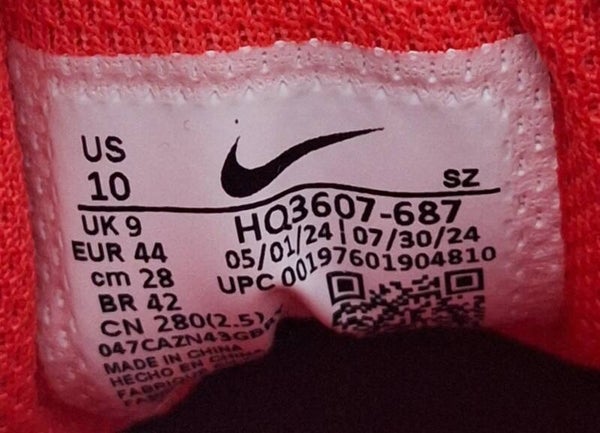 US
10
SZ
UK 9
EUR 44
cm 28
BR 42
CN 280(2.5)
HQ3607-687
05/01/24 | 07/30/24
UPC 00197601904810
MADE IN CHINA
HECHO EN CHINA